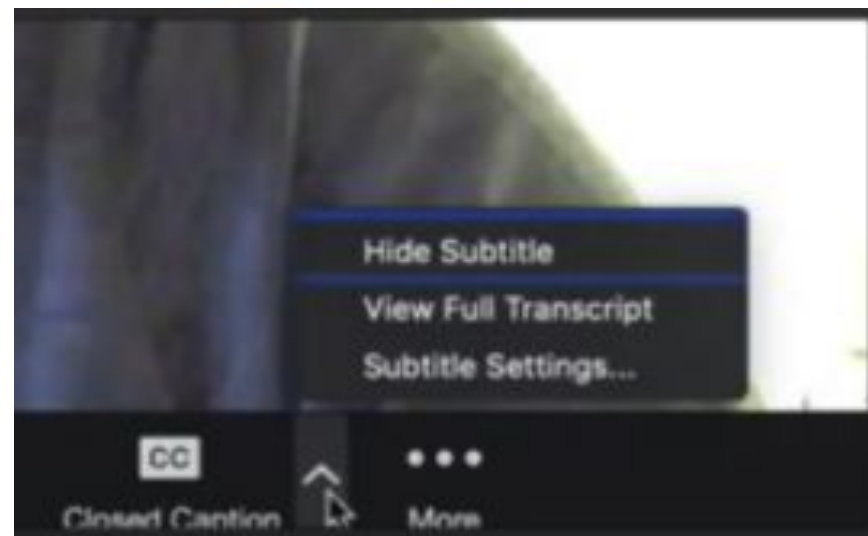 Hide Subtitle
View Full Transcript
Subtitle Settings...
CC
Closed Caption
More